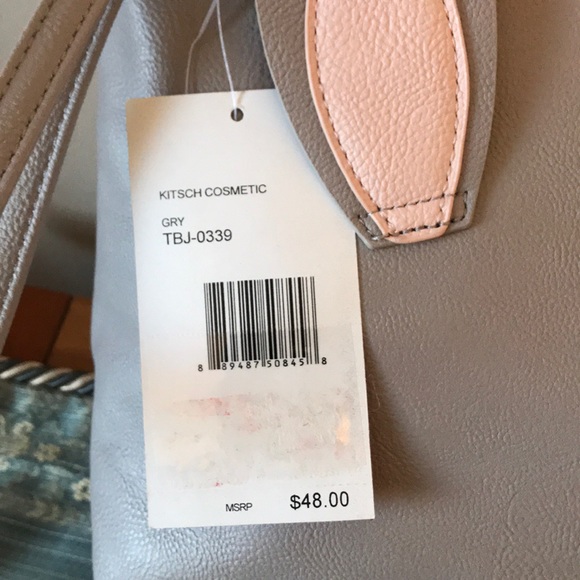 KITSCH COSMETIC
GRY
TBJ-0339
8 89487 50845 8
MSRP $48.00